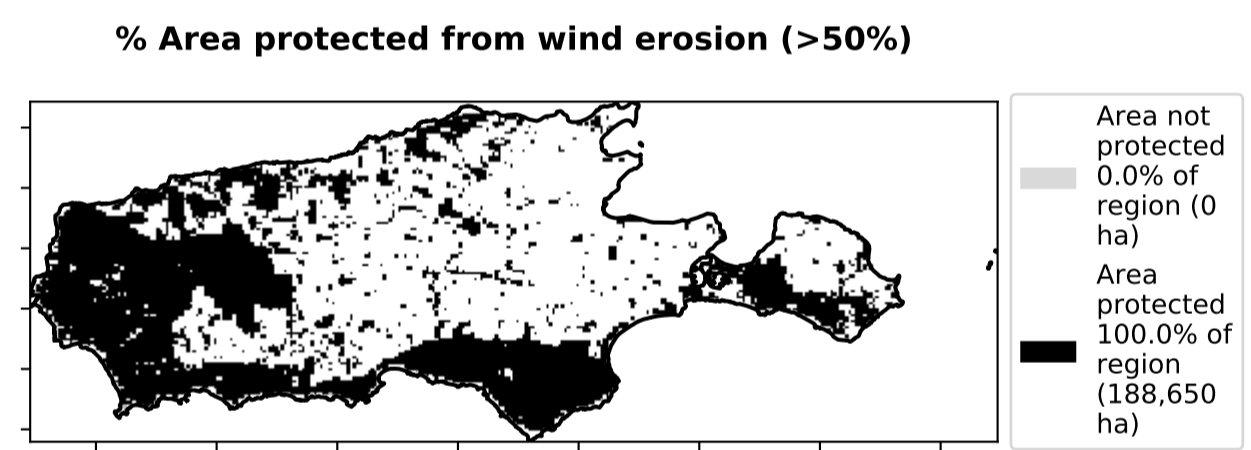 % Area protected from wind erosion (>50%)
Area not
protected
0.0% of
region (0
ha)
Area
protected
100.0% of
region
(188,650
ha)